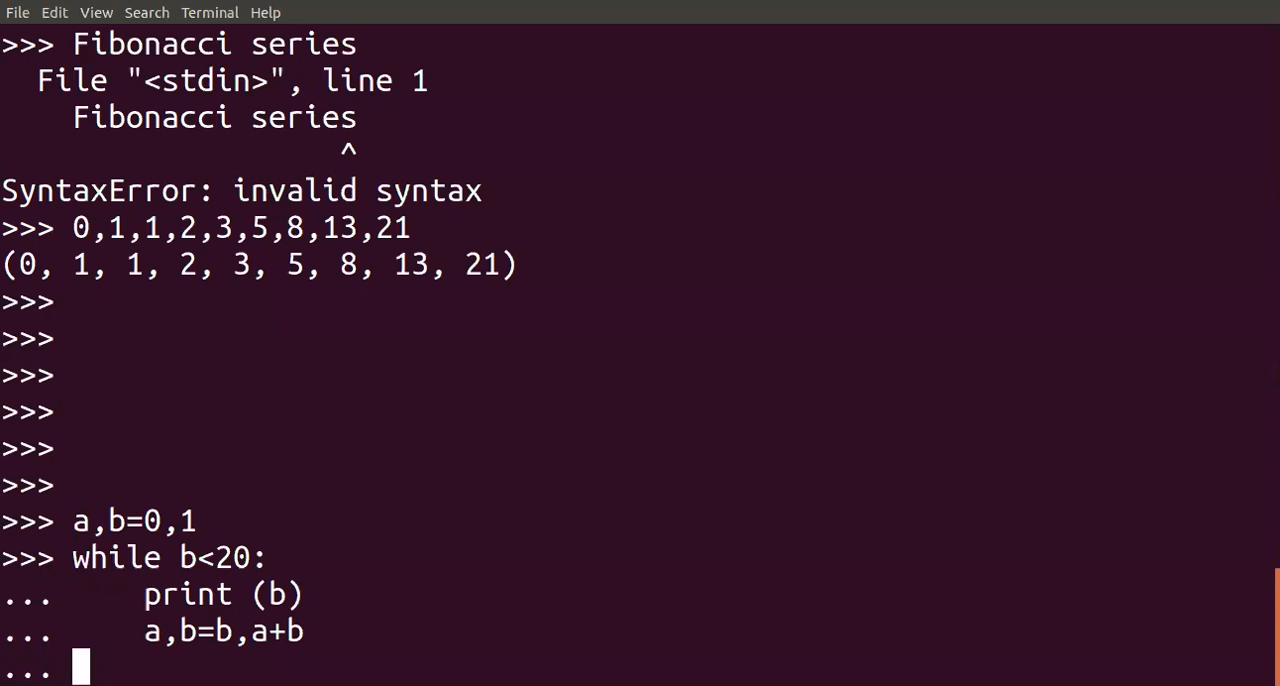 File Edit View Search Terminal Help
>>> Fibonacci series
  File "<stdin>", line 1
    Fibonacci series
                   ^
SyntaxError: invalid syntax
>>> 0,1,1,2,3,5,8,13,21
(0, 1, 1, 2, 3, 5, 8, 13, 21)
>>>
>>>
>>>
>>>
>>>
>>>
>>> a,b=0,1
>>> while b<20:
...     print (b)
...     a,b=b,a+b
...